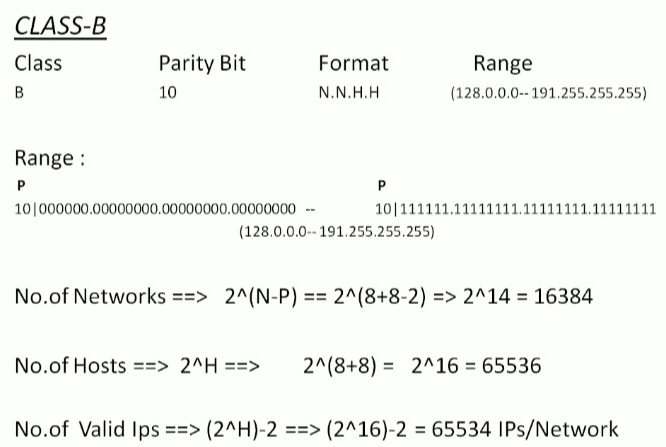 CLASS-B
Class Parity Bit Format Range
B 10 N.N.H.H (128.0.0.0-- 191.255.255.255)
Range :
P P
10|000000.00000000.00000000.00000000 -- 10|111111.11111111.11111111.11111111
(128.0.0.0-- 191.255.255.255)
No.of Networks ==> 2^(N-P) == 2^(8+8-2) => 2^14 = 16384
No.of Hosts ==> 2^H ==> 2^(8+8) = 2^16 = 65536
No.of Valid Ips ==> (2^H)-2 ==> (2^16)-2 = 65534 IPs/Network